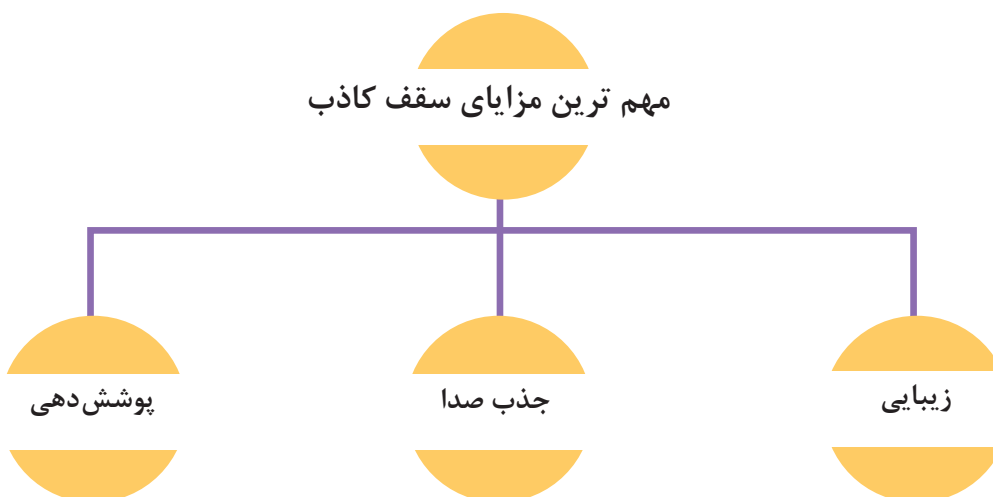 مهم ترین مزایای سقف کاذب
زیبایی
جذب صدا
پوشش‌دهی